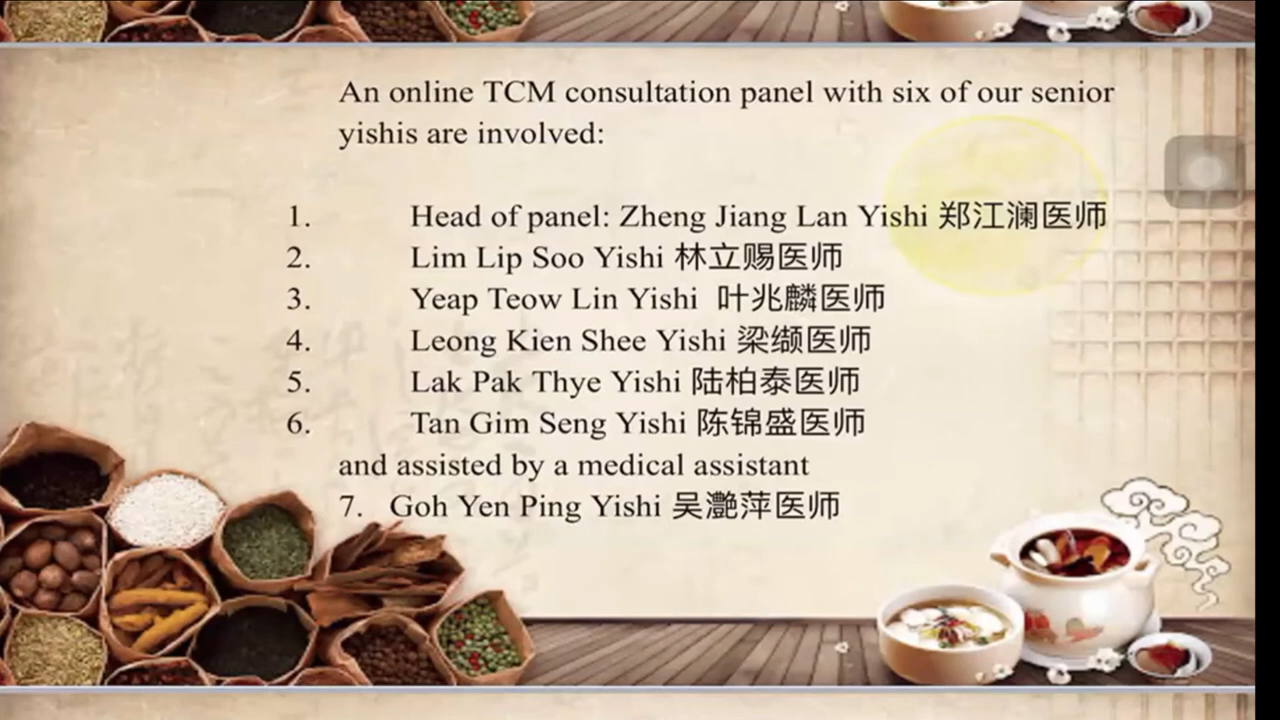 An online TCM consultation panel with six of our senior
yishis are involved:
1. Head of panel: Zheng Jiang Lan Yishi 郑江澜医师
2. Lim Lip Soo Yishi 林立赐医师
3. Yeap Teow Lin Yishi 叶兆麟医师
4. Leong Kien Shee Yishi 梁缬医师
5. Lak Pak Thye Yishi 陆柏泰医师
6. Tan Gim Seng Yishi 陈锦盛医师
and assisted by a medical assistant
7. Goh Yen Ping Yishi 吴灔萍医师